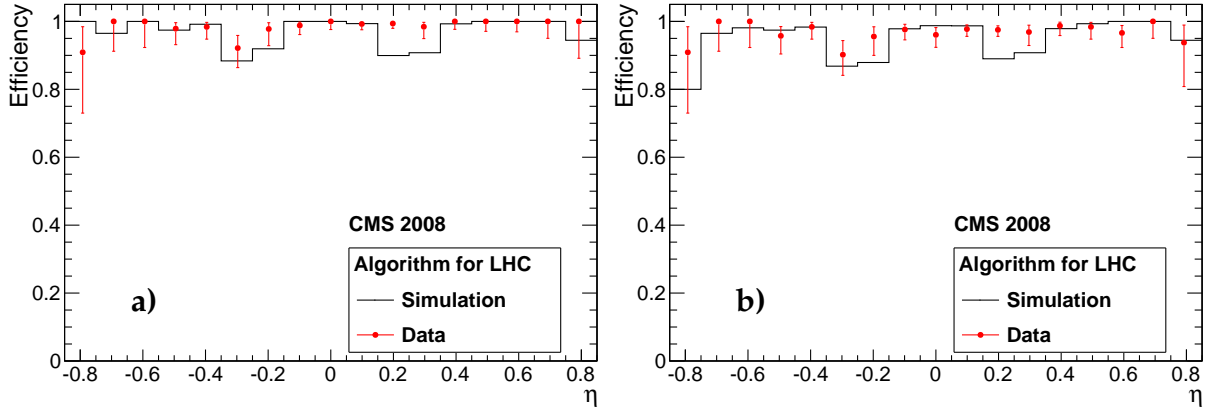 Efficiency
1
0.8
0.6
0.4
0.2
0
-0.8 -0.6 -0.4 -0.2 0 0.2 0.4 0.6 0.8
η
CMS 2008
Algorithm for LHC
Simulation
Data
a)
Efficiency
1
0.8
0.6
0.4
0.2
0
-0.8 -0.6 -0.4 -0.2 0 0.2 0.4 0.6 0.8
η
CMS 2008
Algorithm for LHC
Simulation
Data
b)